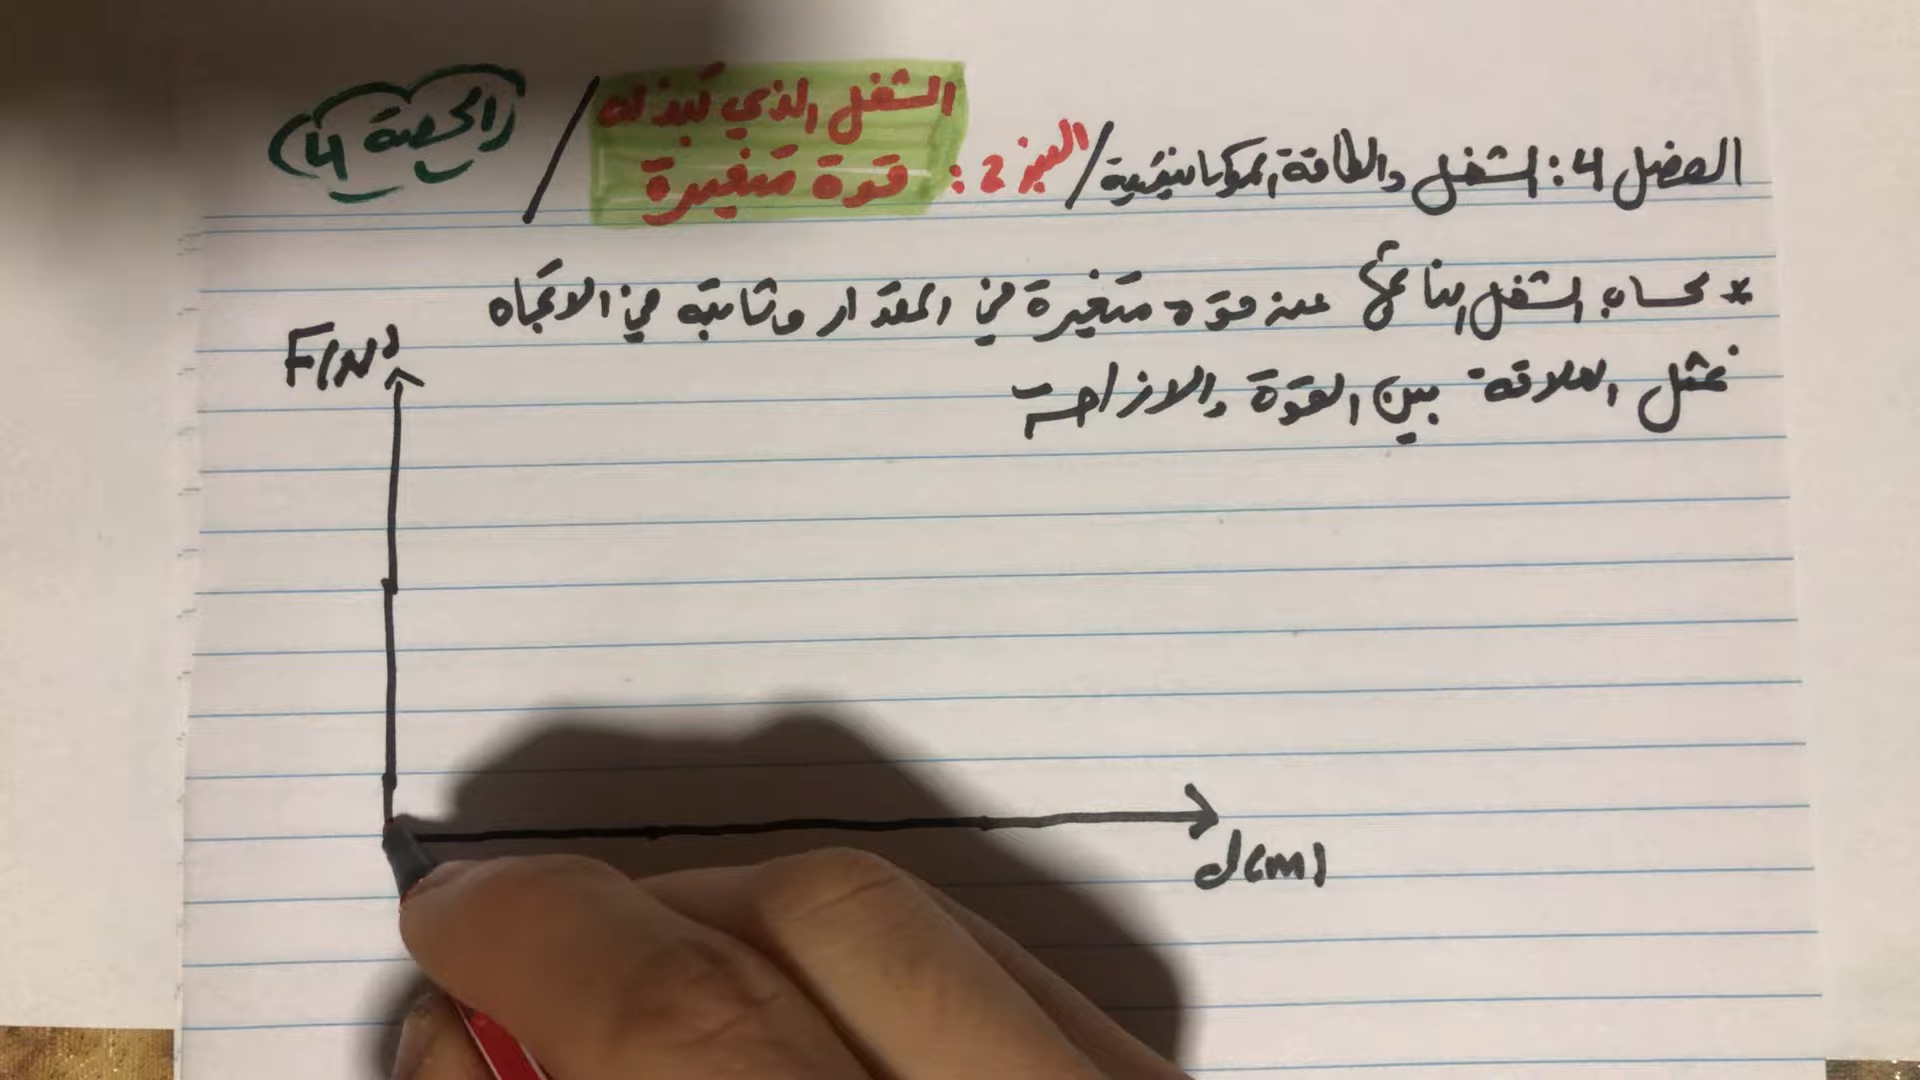 الفصل 4: الشغل والطاقة الميكانيكية / الجزء 2: الشغل الذي تبذله قوة متغيرة / الحصة 4
* حساب الشغل الناتج عن قوة متغيرة في المقدار وثابتة في الاتجاه
نمثل العلاقة بين القوة والازاحة
F(N)
d(m)